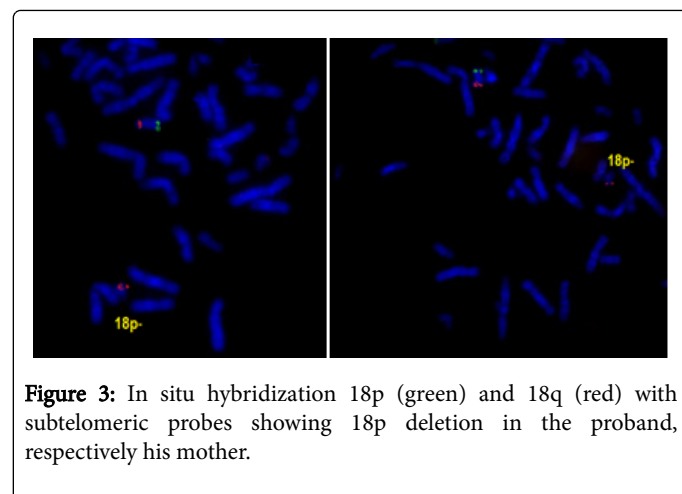 18p-
18p-
Figure 3: In situ hybridization 18p (green) and 18q (red) with
subtelomeric probes showing 18p deletion in the proband,
respectively his mother.